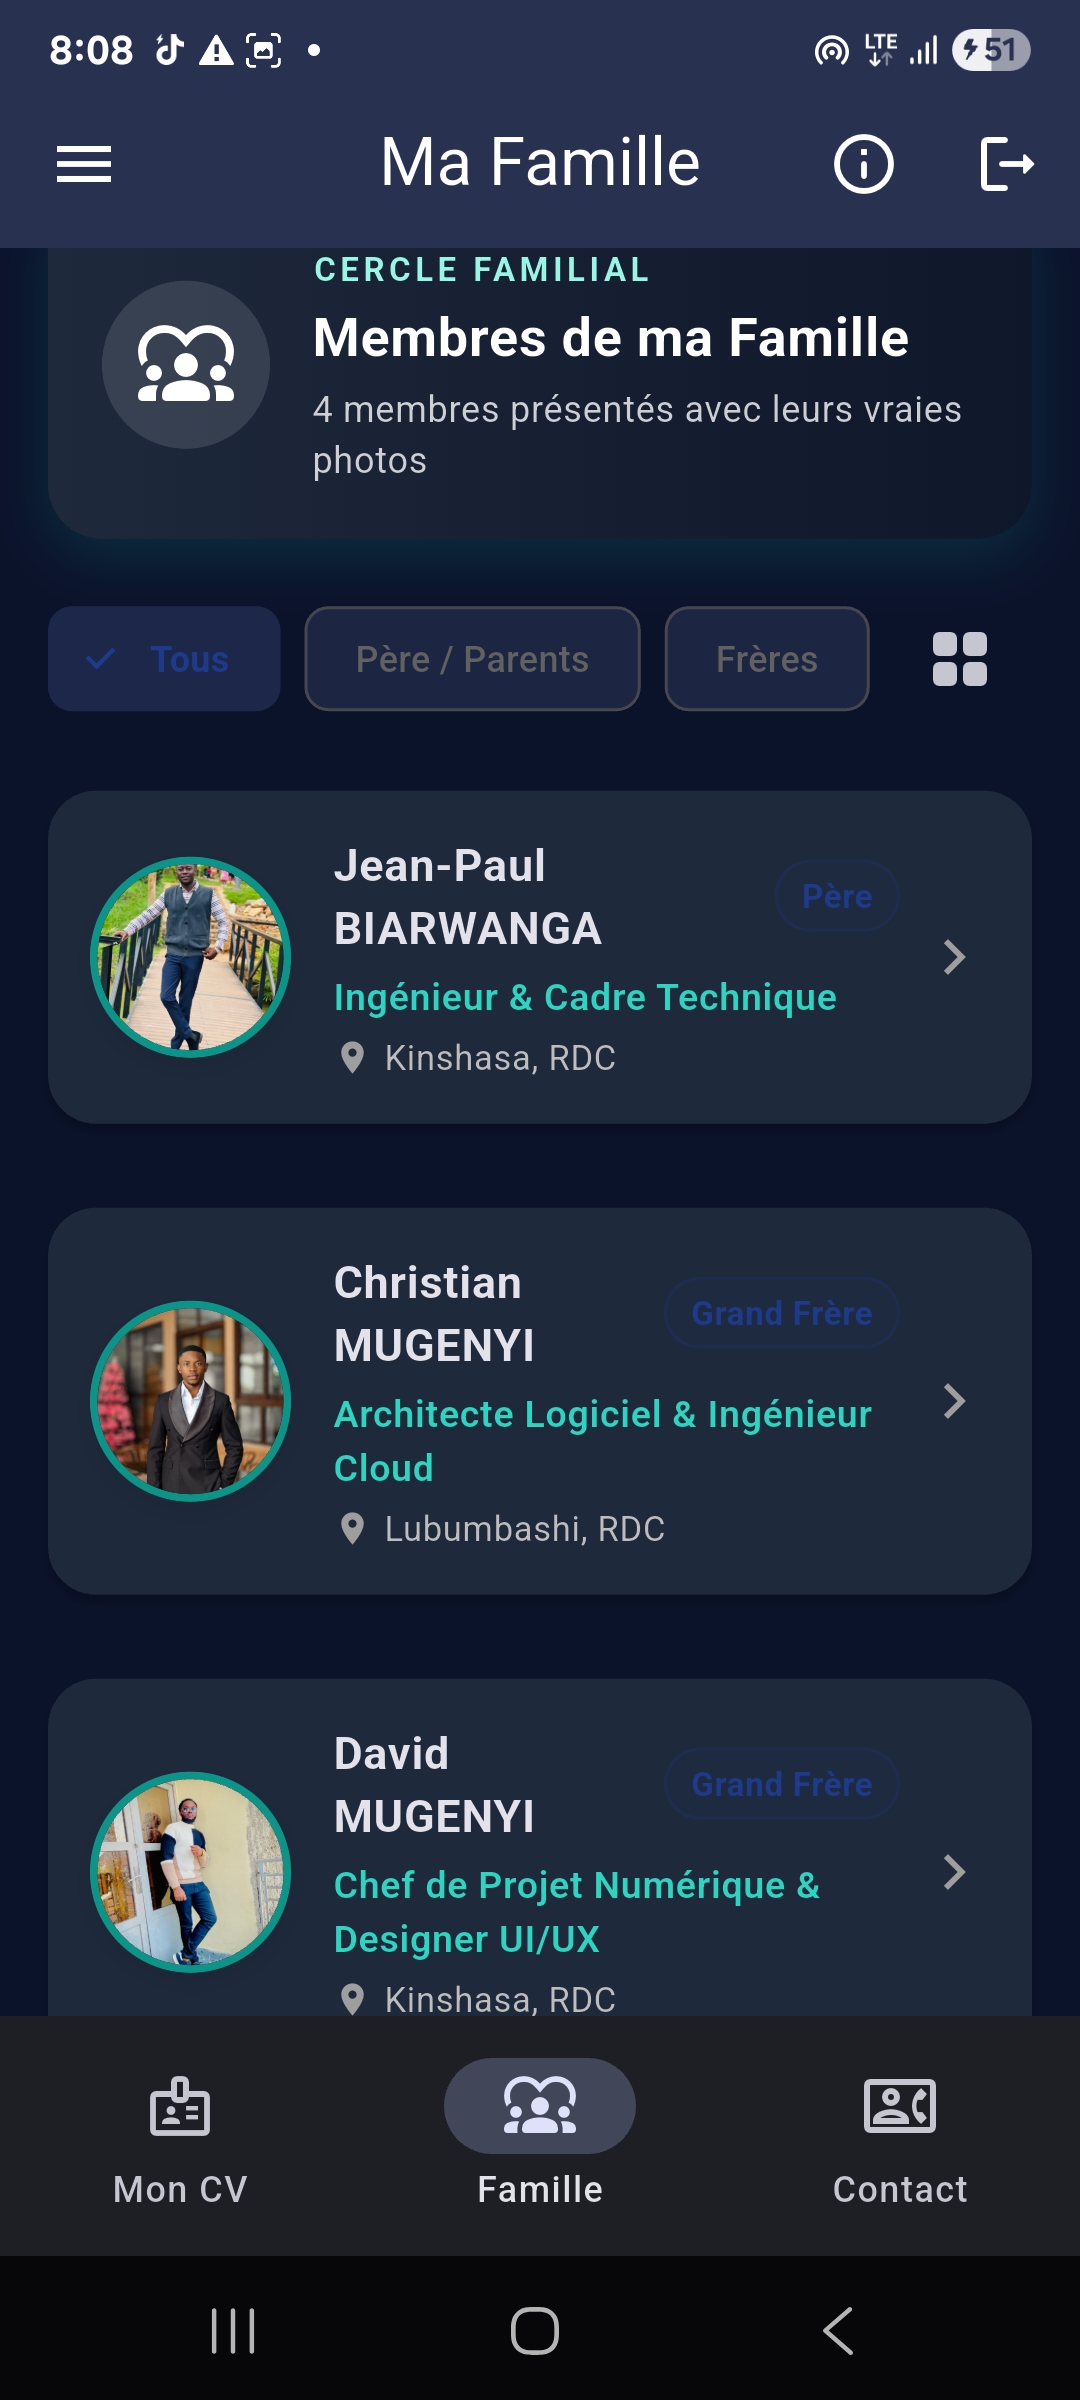 8:08
LTE
51
Ma Famille
CERCLE FAMILIAL
Membres de ma Famille
4 membres présentés avec leurs vraies
photos
Tous
Père / Parents
Frères
Jean-Paul
BIARWANGA
Père
Ingénieur & Cadre Technique
Kinshasa, RDC
Christian
MUGENYI
Grand Frère
Architecte Logiciel & Ingénieur
Cloud
Lubumbashi, RDC
David
MUGENYI
Grand Frère
Chef de Projet Numérique &
Designer UI/UX
Kinshasa, RDC
Mon CV
Famille
Contact